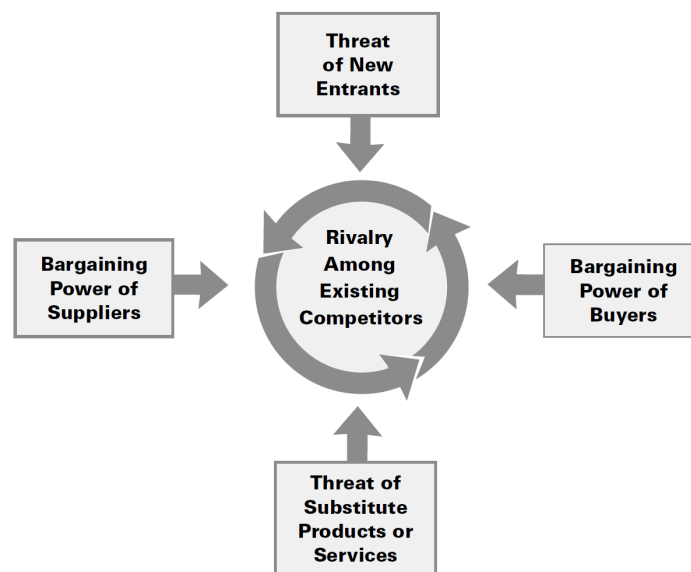 Threat
of New
Entrants
Bargaining
Power of
Suppliers
Rivalry
Among
Existing
Competitors
Bargaining
Power of
Buyers
Threat of
Substitute
Products or
Services